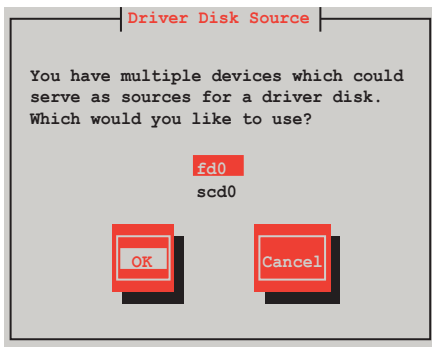 Driver Disk Source
You have multiple devices which could
serve as sources for a driver disk.
Which would you like to use?
fd0
scd0
OK Cancel